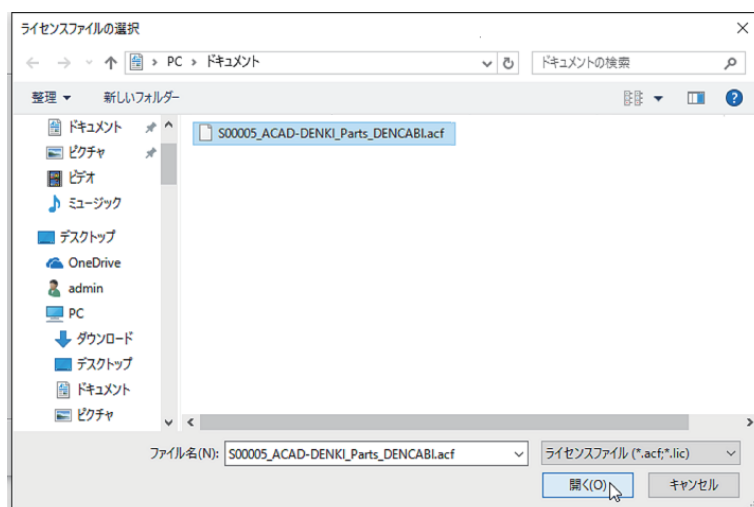 ライセンスファイルの選択
PC > ドキュメント
ドキュメントの検索
整理
新しいフォルダー
ドキュメント
ピクチャ
ビデオ
ミュージック
デスクトップ
OneDrive
admin
PC
ダウンロード
デスクトップ
ドキュメント
ピクチャ
S00005_ACAD-DENKI_Parts_DENCABI.acf
ファイル名(N): S00005_ACAD-DENKI_Parts_DENCABI.acf
ライセンスファイル (*.acf;*.lic)
開く(O)
キャンセル